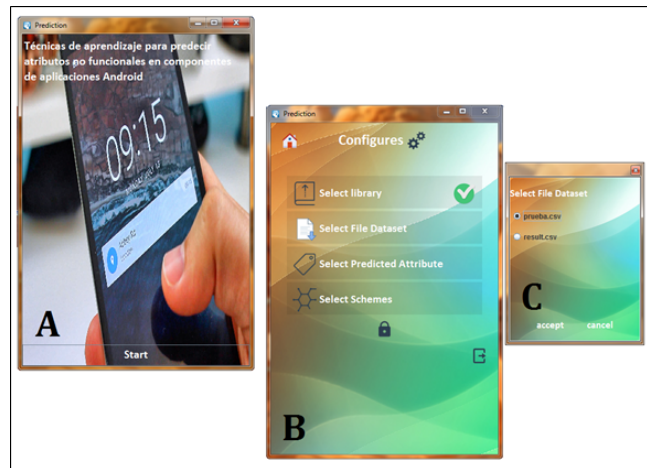 Prediction
Técnicas de aprendizaje para predecir
atributos no funcionales en componentes
de aplicaciones Android
09:15
A
Start
Prediction
Configures
Select library
Select File Dataset
Select Predicted Attribute
Select Schemes
B
Select File Dataset
prueba.csv
result.csv
C
accept cancel